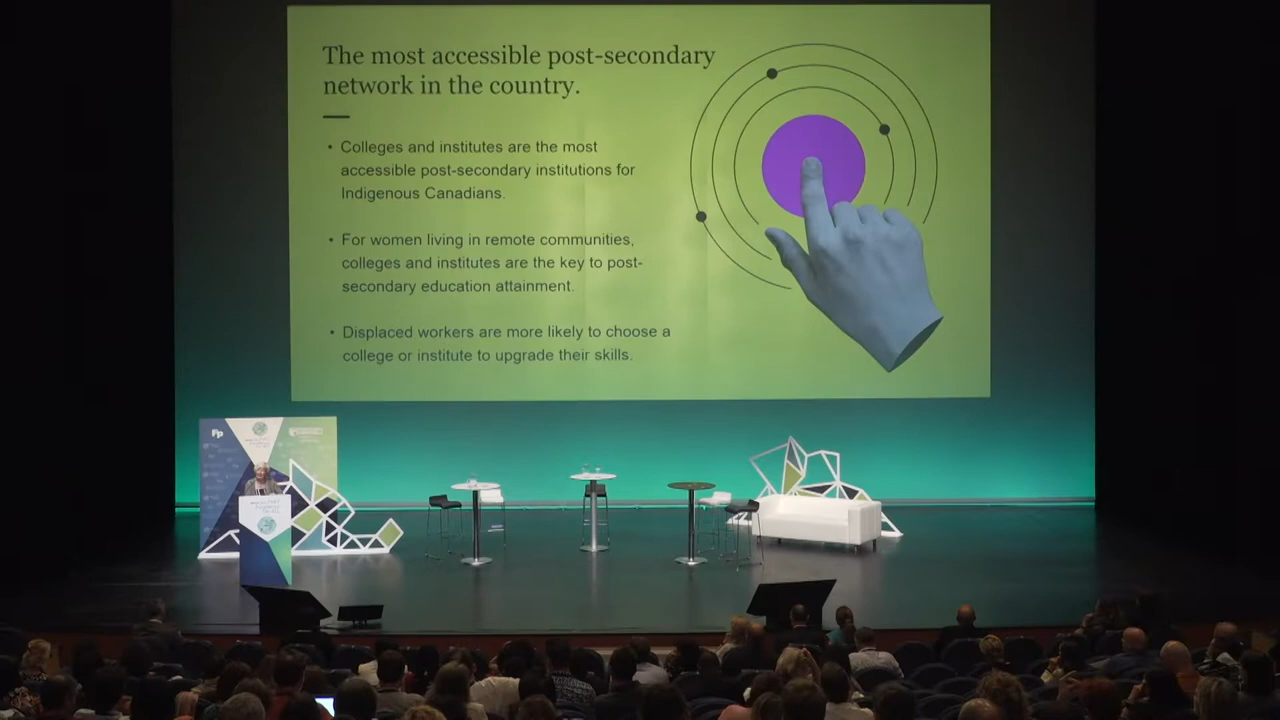 The most accessible post-secondary
network in the country.
• Colleges and institutes are the most
accessible post-secondary institutions for
Indigenous Canadians.
• For women living in remote communities,
colleges and institutes are the key to post-
secondary education attainment.
• Displaced workers are more likely to choose a
college or institute to upgrade their skills.